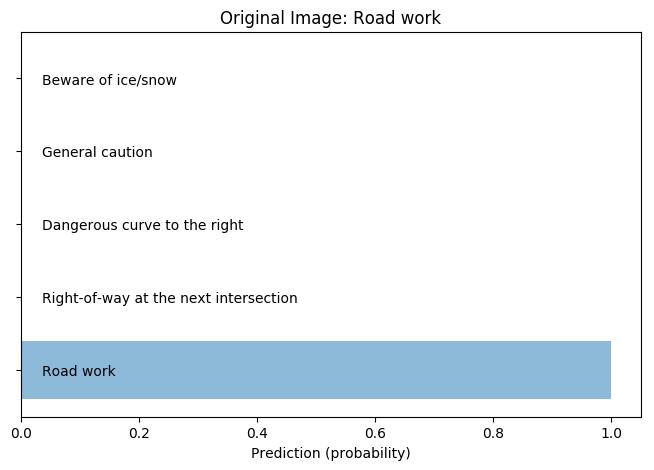 Original Image: Road work
Beware of ice/snow
General caution
Dangerous curve to the right
Right-of-way at the next intersection
Road work
0.0 0.2 0.4 0.6 0.8 1.0
Prediction (probability)